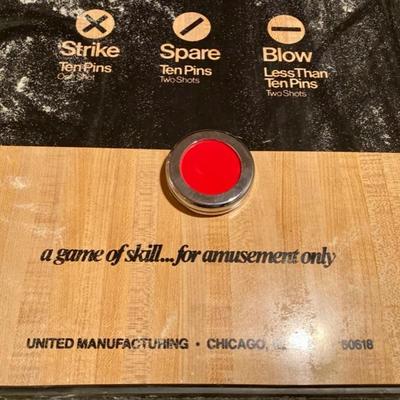 Strike
Ten Pins
One Shot
Spare
Ten Pins
Two Shots
Blow
Less Than
Ten Pins
Two Shots
a game of skill...for amusement only
UNITED MANUFACTURING • CHICAGO, 60618